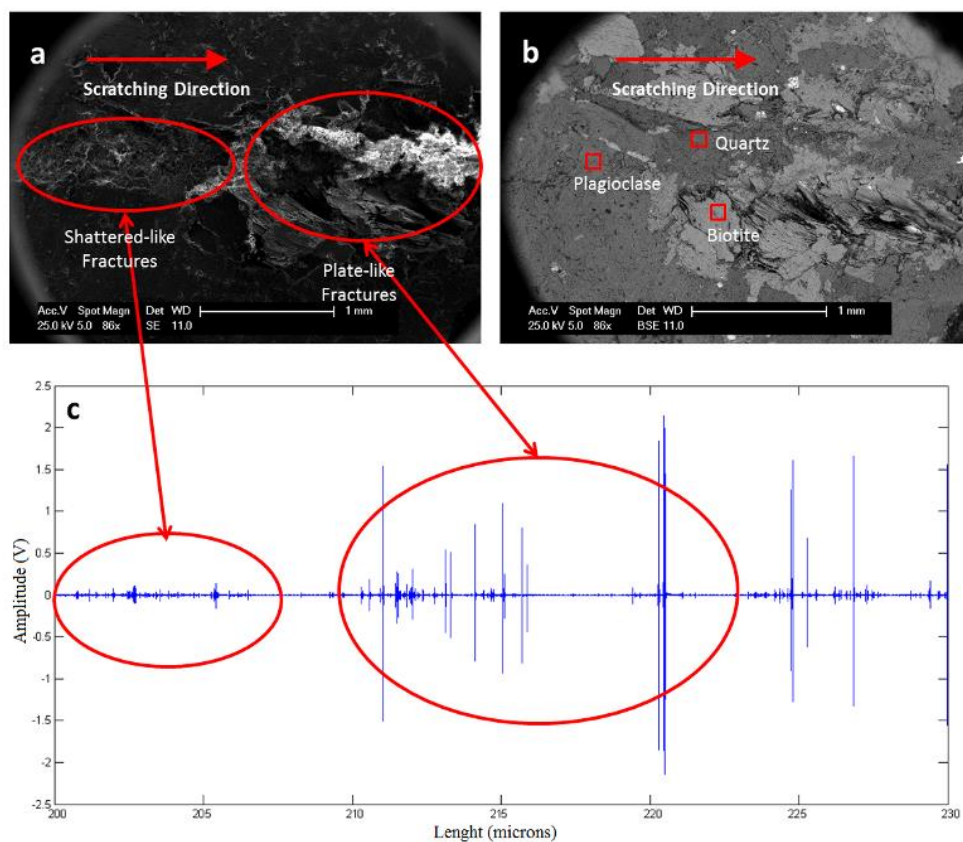 a
Scratching Direction
Shattered-like
Fractures
Plate-like
Fractures
Acc.V Spot Magn Det WD
25.0 kV 5.0 86x SE 11.0
1 mm
b
Scratching Direction
Quartz
Plagioclase
Biotite
Acc.V Spot Magn Det WD
25.0 kV 5.0 86x BSE 11.0
1 mm
c
Amplitude (V)
2.5
2
1.5
1
0.5
0
-0.5
-1
-1.5
-2
-2.5
200 205 210 215 220 225 230
Lenght (microns)